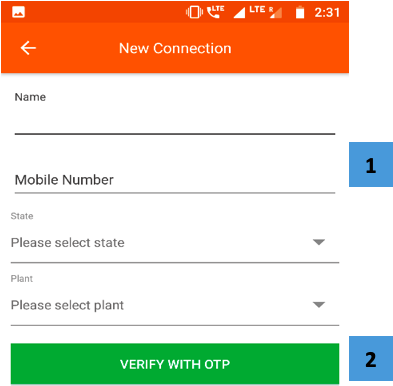 LTE LTE R 2:31
New Connection
Name
1
Mobile Number
State
Please select state
Plant
Please select plant
2
VERIFY WITH OTP